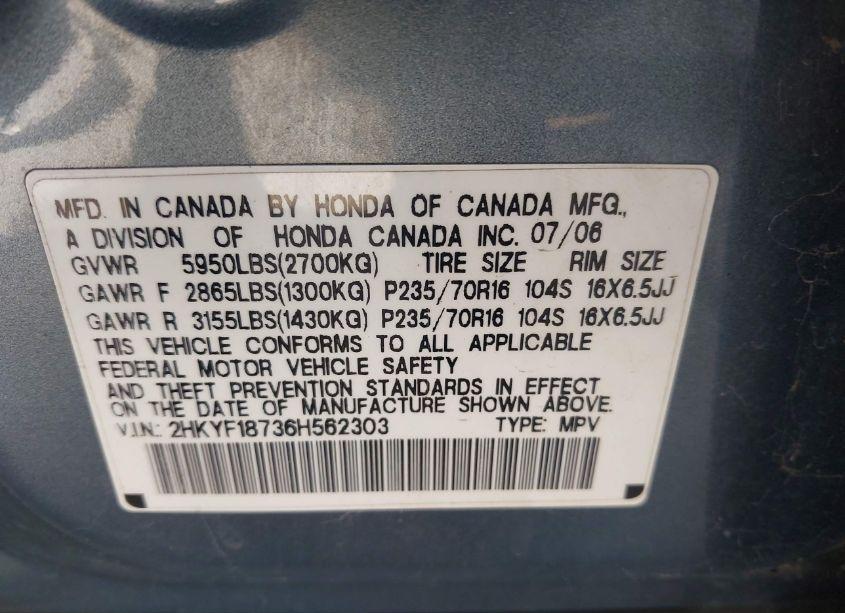 MFD. IN CANADA BY HONDA OF CANADA MFG.,
A DIVISION OF HONDA CANADA INC. 07/06
GVWR 5950LBS(2700KG) TIRE SIZE RIM SIZE
GAWR F 2865LBS(1300KG) P235/70R16 104S 16X6.5JJ
GAWR R 3155LBS(1430KG) P235/70R16 104S 16X6.5JJ
THIS VEHICLE CONFORMS TO ALL APPLICABLE
FEDERAL MOTOR VEHICLE SAFETY
AND THEFT PREVENTION STANDARDS IN EFFECT
ON THE DATE OF MANUFACTURE SHOWN ABOVE.
V.I.N.: 2HKYF18736H562303 TYPE: MPV